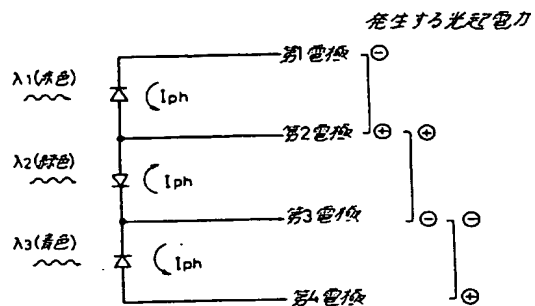 発生する光起電力
第1電極 ⊖
λ1(赤色) Iph
第2電極 ⊕ ⊕
λ2(緑色) Iph
第3電極 ⊖ ⊖
λ3(青色) Iph
第4電極 ⊕